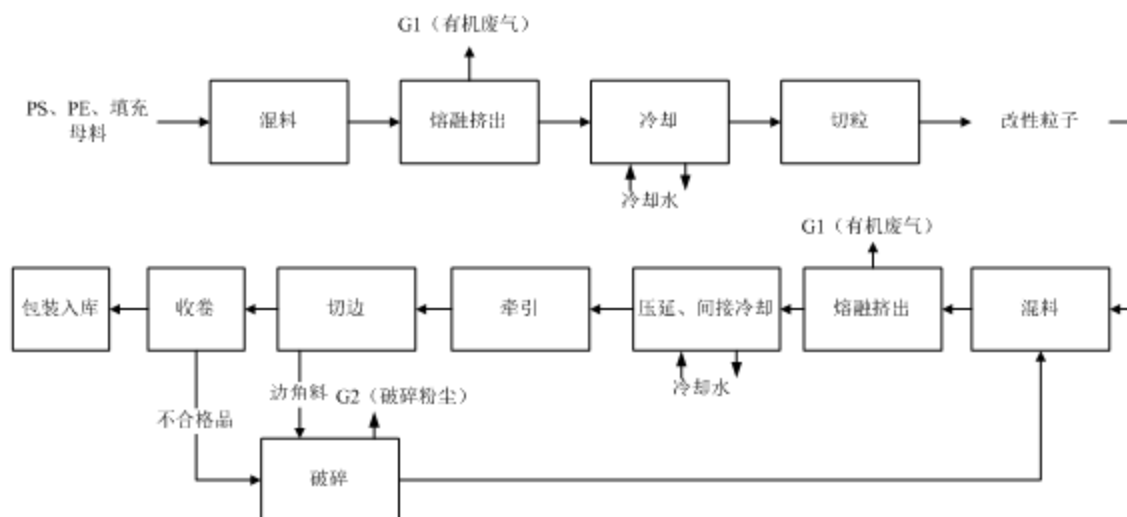 G1（有机废气）
PS、PE、填充
母料
混料
熔融挤出
冷却
切粒
改性粒子
冷却水
G1（有机废气）
包装入库
收卷
切边
牵引
压延、间接冷却
熔融挤出
混料
冷却水
边角料
G2（破碎粉尘）
不合格品
破碎